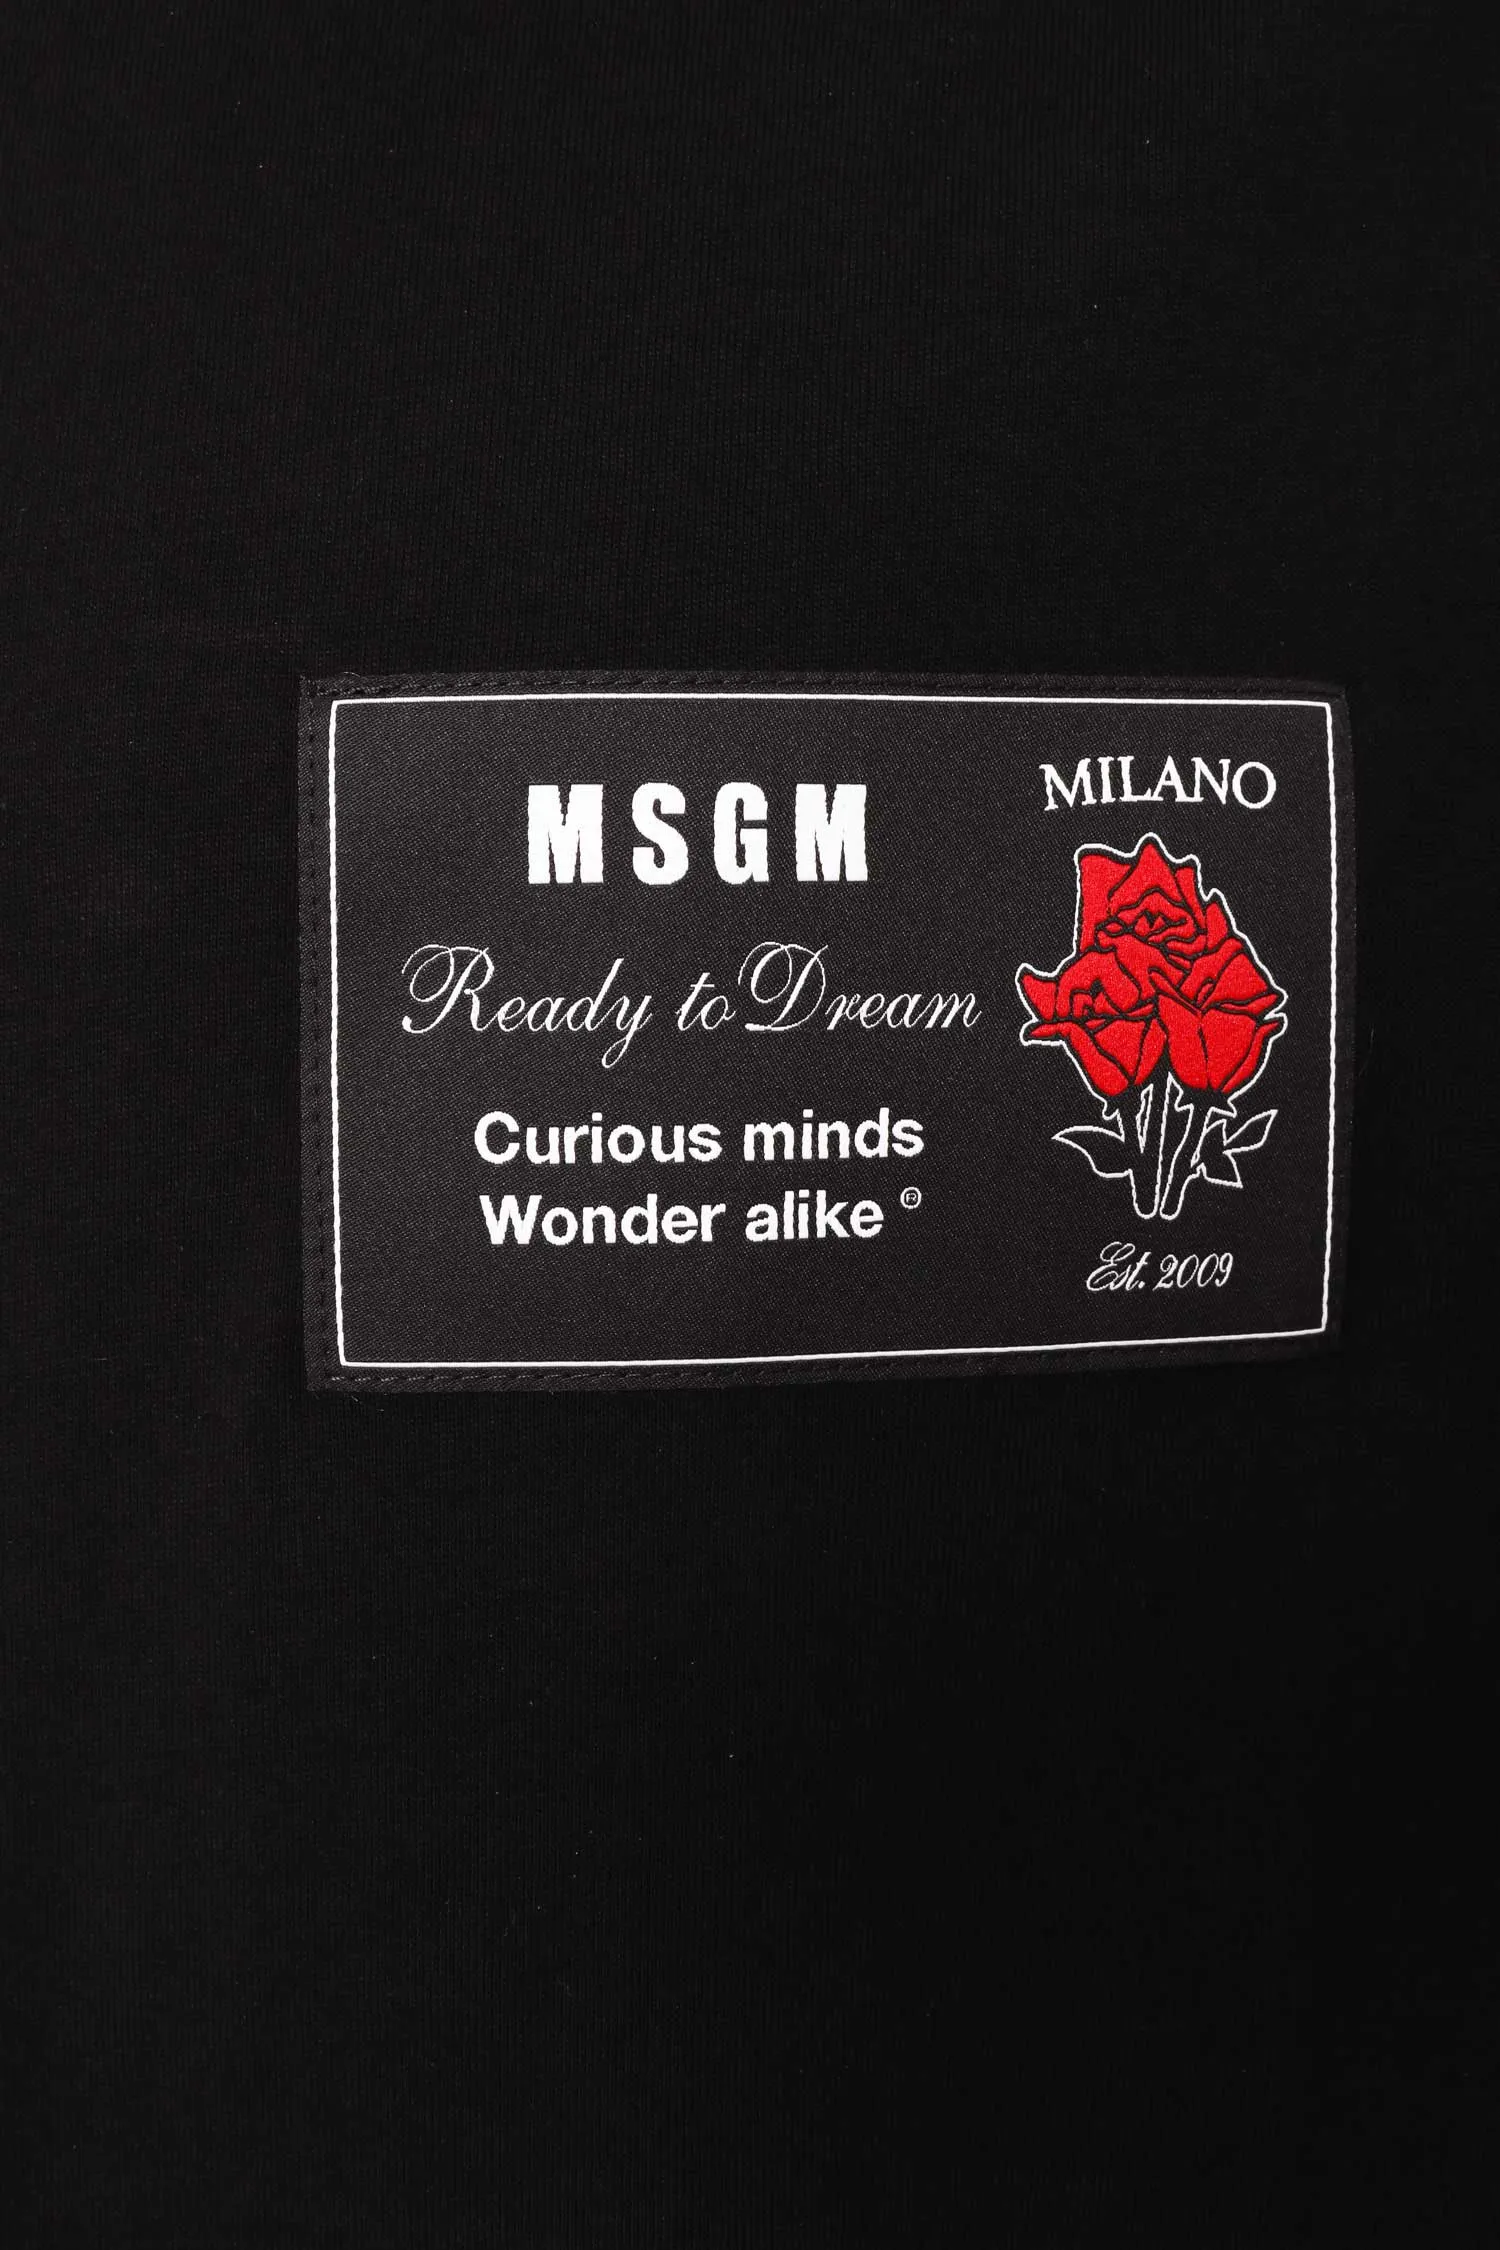 MSGM
Ready to Dream
Curious minds
Wonder alike ®
MILANO
Est. 2009